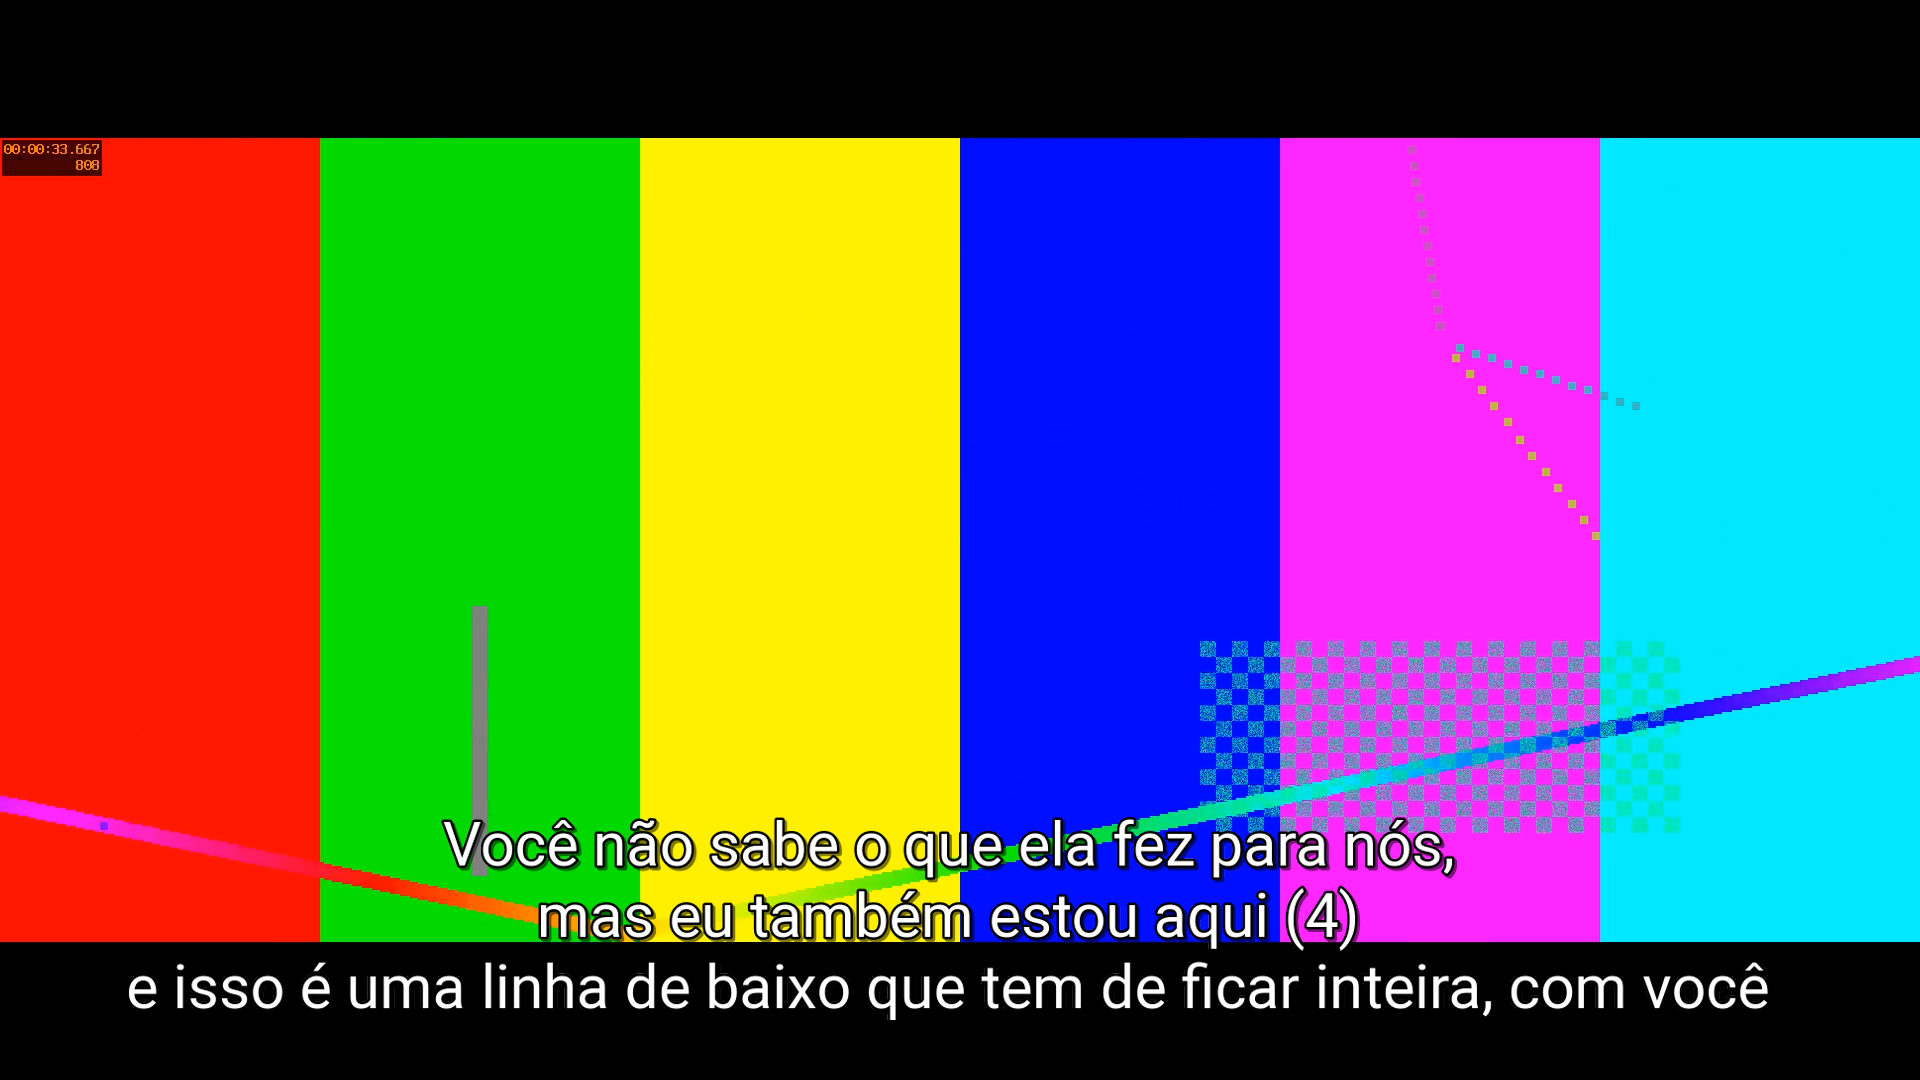 00:00:33.667
808
Você não sabe o que ela fez para nós,
mas eu também estou aqui (4)
e isso é uma linha de baixo que tem de ficar inteira, com você